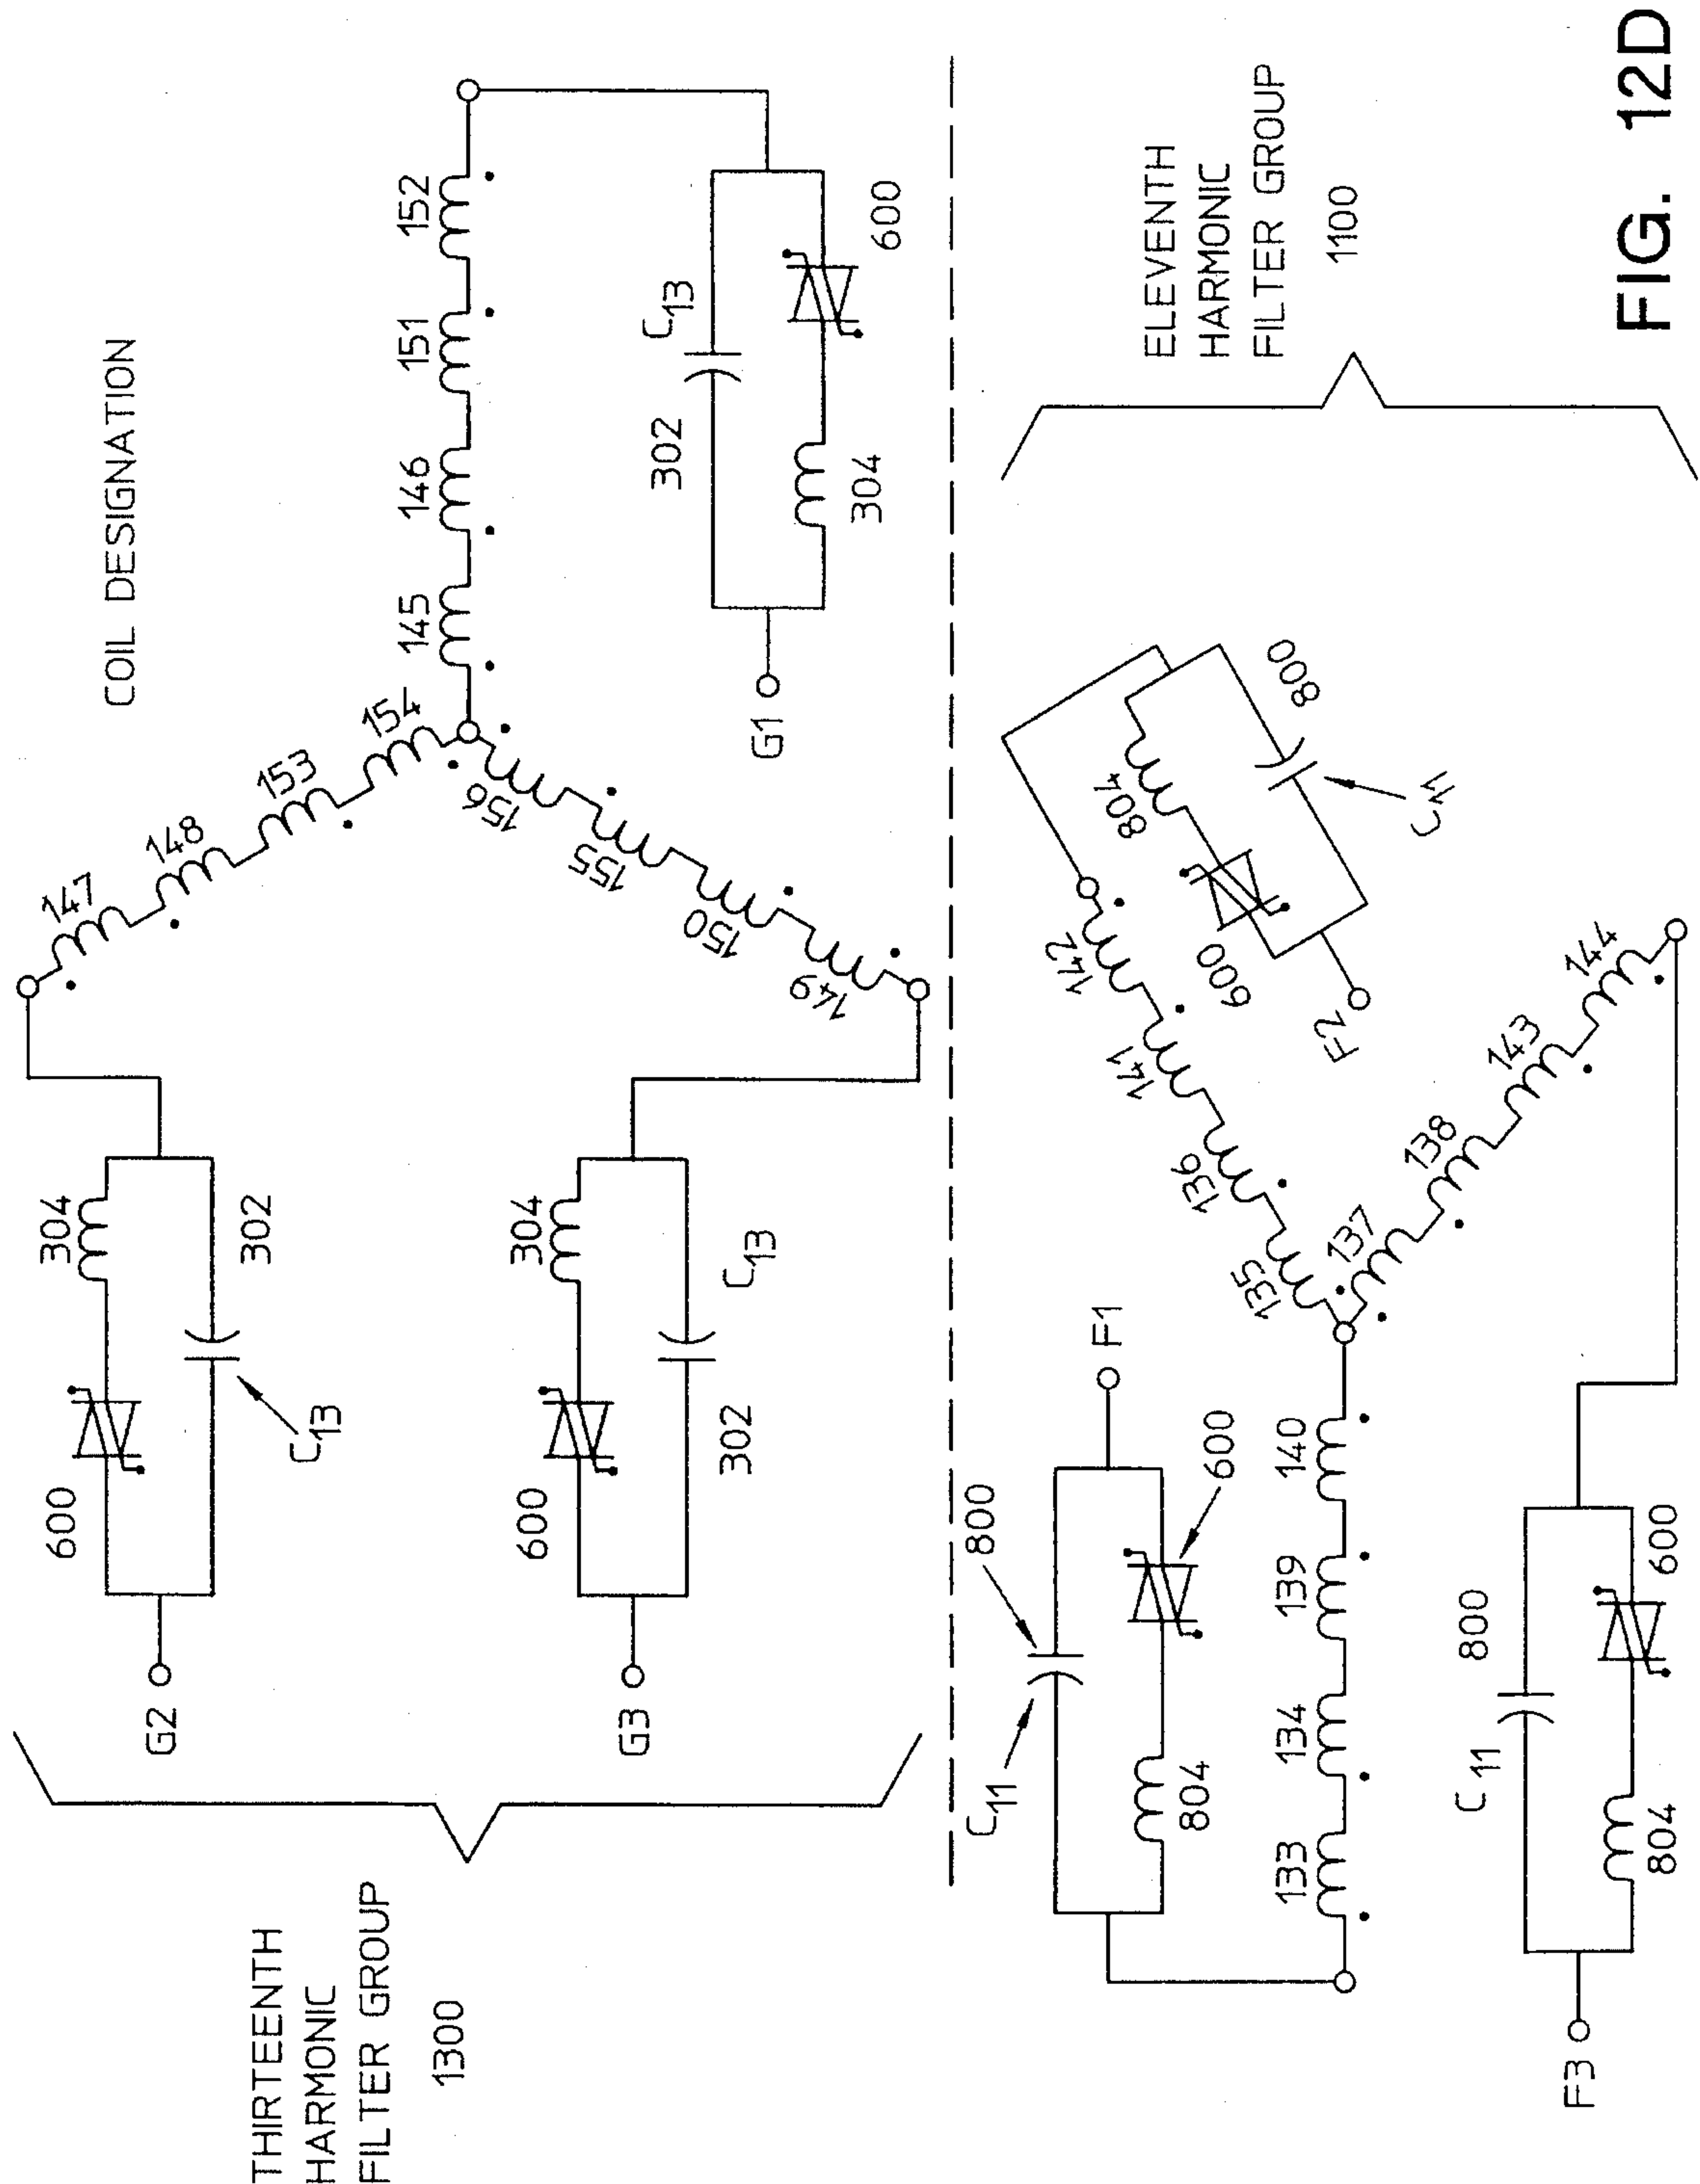 COIL DESIGNATION
THIRTEENTH
HARMONIC
FILTER GROUP
1300
G2
600
304
302
C13
G3
600
304
302
C13
147
148
153
154
145
146
151
152
156
155
150
149
G1
302
C13
304
600
ELEVENTH
HARMONIC
FILTER GROUP
1100
C11
800
804
600
F1
133
134
139
140
135
136
141
142
137
138
143
144
F2
600
804
800
C11
F3
C11
800
804
600
FIG. 12D